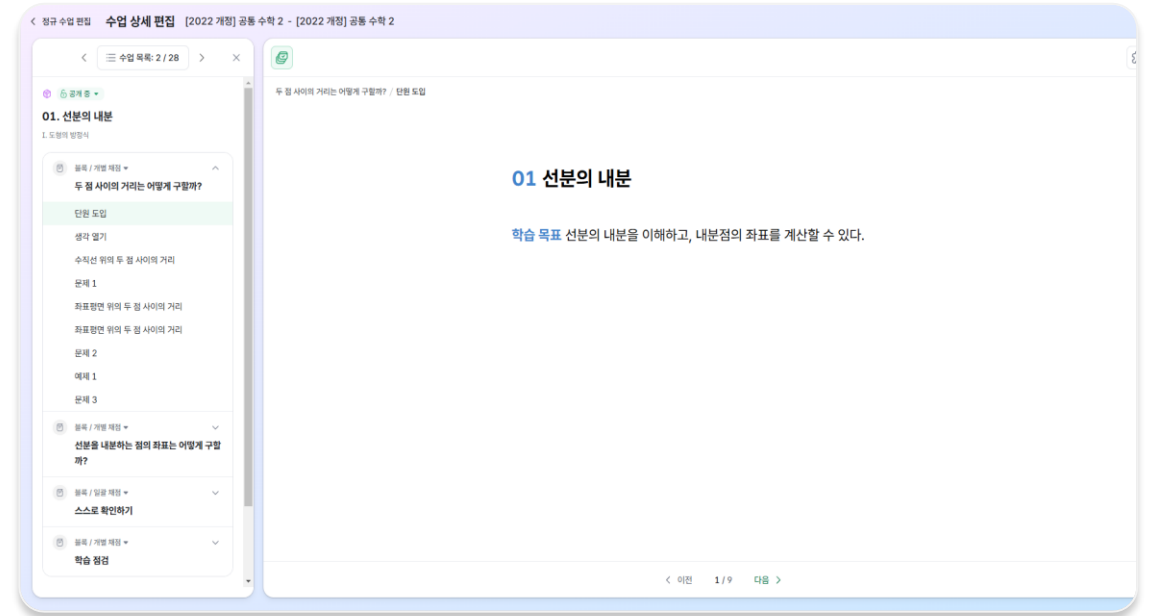 정규 수업 편집 수업 상세 편집 [2022 개정] 공통 수학 2 - [2022 개정] 공통 수학 2
수업 목록: 2 / 28
공개 중
01. 선분의 내분
I. 도형의 방정식
블록 / 개별 채점
두 점 사이의 거리는 어떻게 구할까?
단원 도입
생각 열기
수직선 위의 두 점 사이의 거리
문제 1
좌표평면 위의 두 점 사이의 거리
좌표평면 위의 두 점 사이의 거리
문제 2
예제 1
문제 3
블록 / 개별 채점
선분을 내분하는 점의 좌표는 어떻게 구할
까?
블록 / 일괄 채점
스스로 확인하기
블록 / 개별 채점
학습 점검
두 점 사이의 거리는 어떻게 구할까? / 단원 도입
01 선분의 내분
학습 목표 선분의 내분을 이해하고, 내분점의 좌표를 계산할 수 있다.
이전 1 / 9 다음